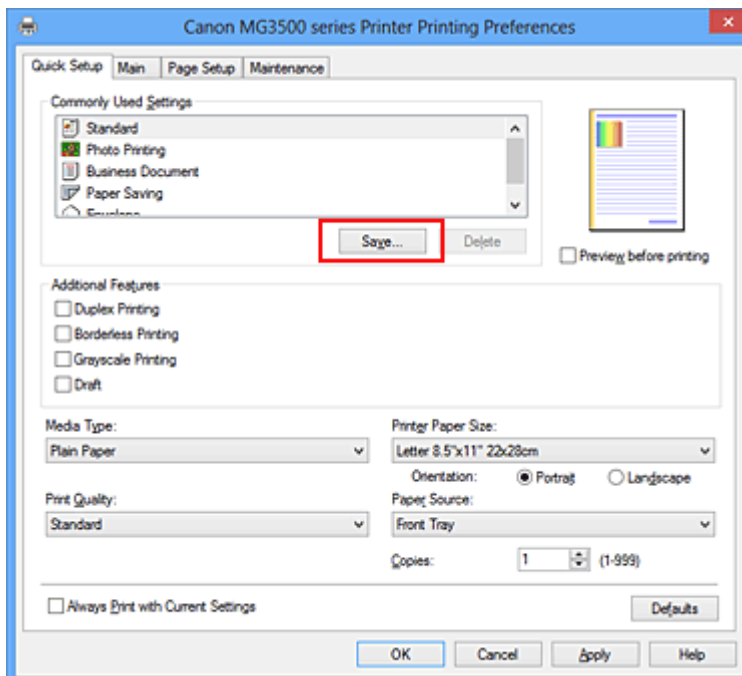 Canon MG3500 series Printer Printing Preferences
Quick Setup Main Page Setup Maintenance
Commonly Used Settings
Standard
Photo Printing
Business Document
Paper Saving
Envelope
Save... Delete
Preview before printing
Additional Features
Duplex Printing
Borderless Printing
Grayscale Printing
Draft
Media Type:
Plain Paper
Printer Paper Size:
Letter 8.5"x11" 22x28cm
Orientation: Portrait Landscape
Print Quality:
Standard
Paper Source:
Front Tray
Copies: 1 (1-999)
Always Print with Current Settings
Defaults
OK Cancel Apply Help